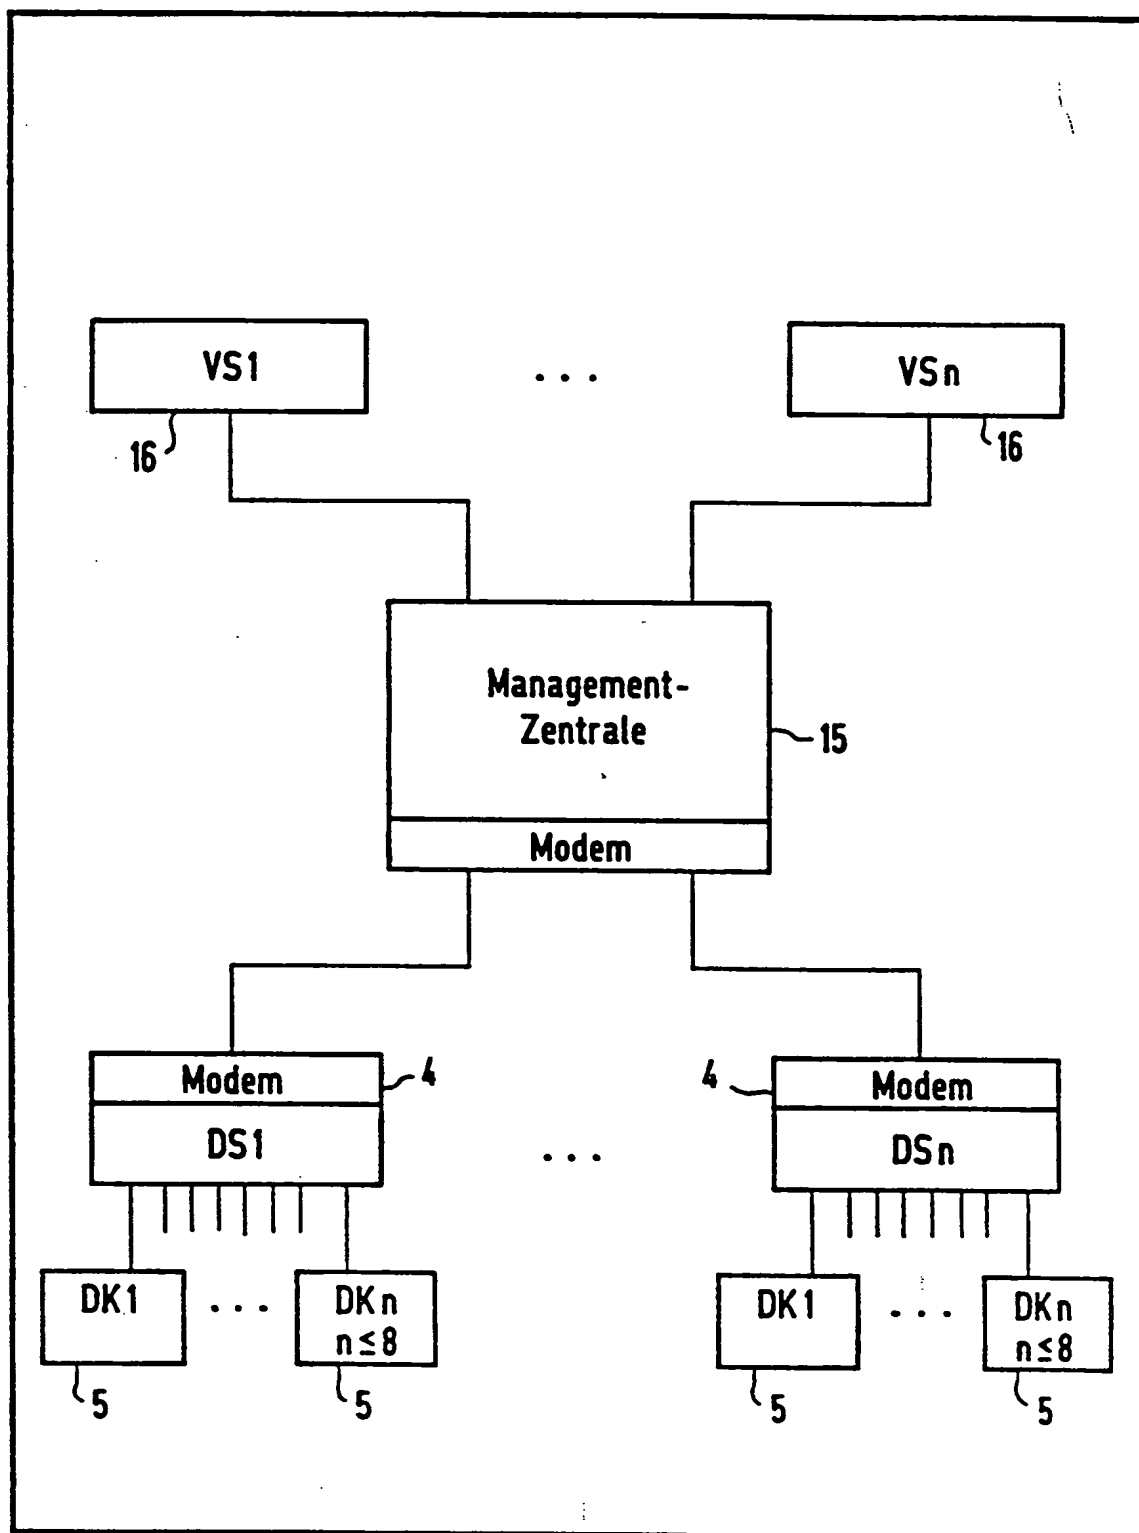 VS1 ... VSn
16 16
Management-
Zentrale
15
Modem
Modem 4 4 Modem
DS1 ... DSn
DK1 ... DKn DK1 ... DKn
n≤8 n≤8
5 5 5 5